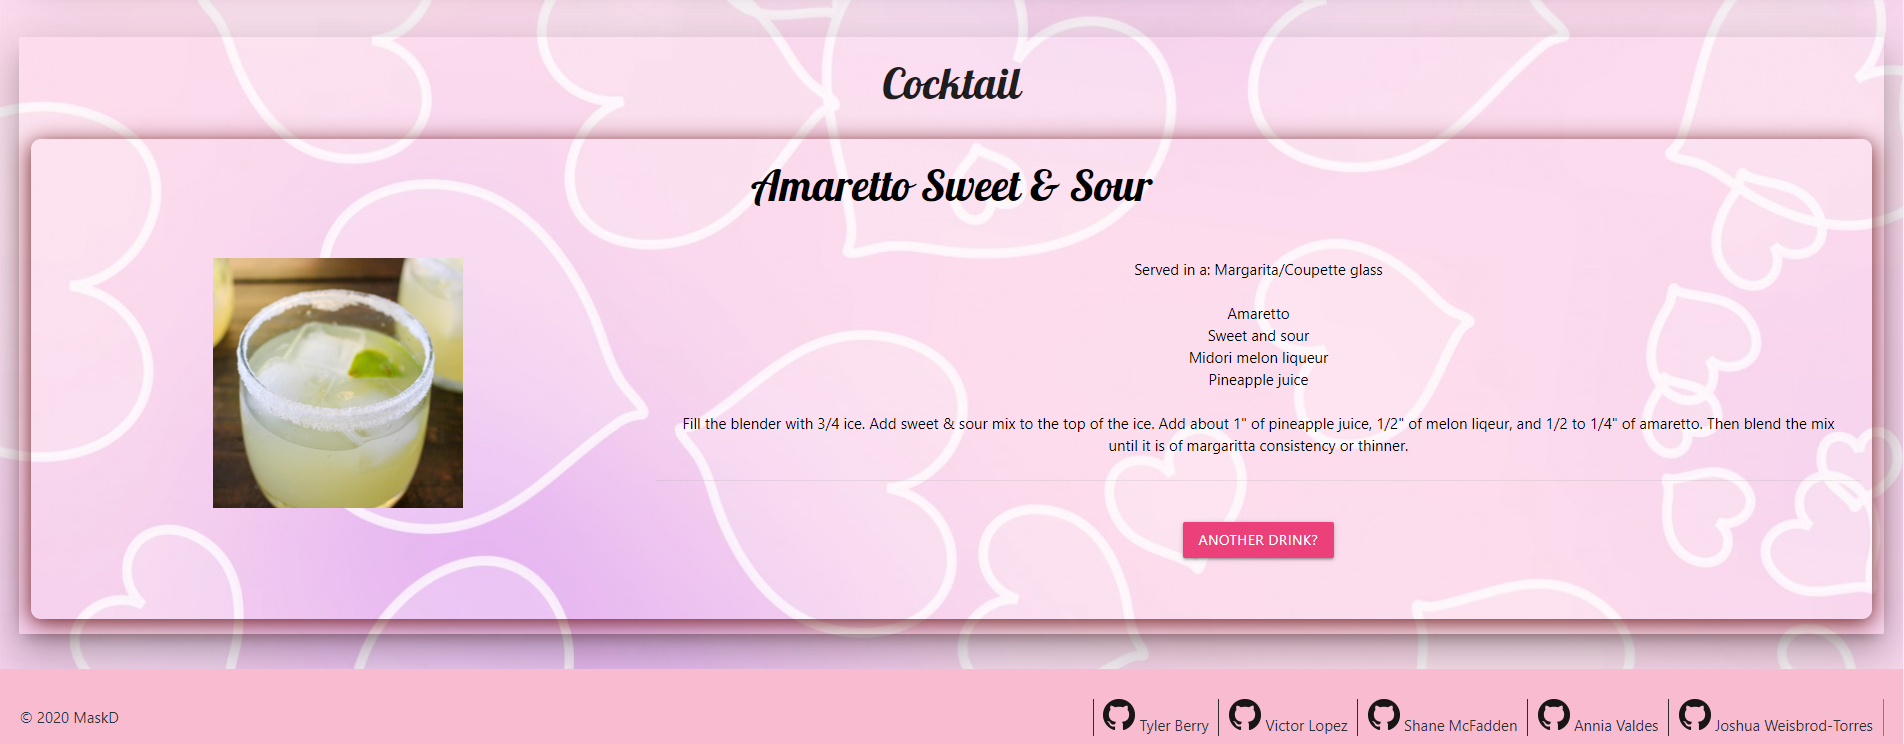 Cocktail
Amaretto Sweet & Sour
Served in a: Margarita/Coupette glass
Amaretto
Sweet and sour
Midori melon liqueur
Pineapple juice
Fill the blender with 3/4 ice. Add sweet & sour mix to the top of the ice. Add about 1" of pineapple juice, 1/2" of melon liqeur, and 1/2 to 1/4" of amaretto. Then blend the mix
until it is of margaritta consistency or thinner.
ANOTHER DRINK?
© 2020 MaskD
Tyler Berry
Victor Lopez
Shane McFadden
Annia Valdes
Joshua Weisbrod-Torres